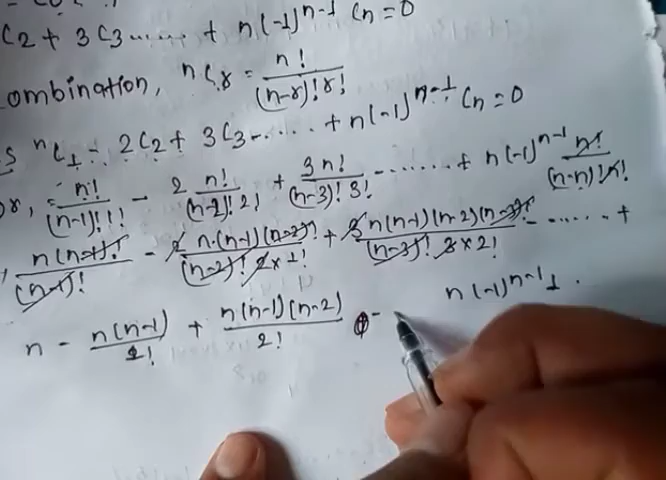 C2 + 3C3 ...... + n(-1)^{n-1} Cn = 0
ombination, nCr = n!/((n-r)! r!)
S nC1 - 2C2 + 3C3 ...... + n(-1)^{n-1} Cn = 0
r, = n!/((n-1)! 1!) - 2 n!/((n-2)! 2!) + 3 n!/((n-3)! 3!) - ...... + n(-1)^{n-1} n!/((n-n)! n!)
, n(n-1)!/(n-1)! - 2 n.(n-1)(n-2)!/((n-2)! 2×1!) + 3 n(n-1)(n-2)(n-3)!/((n-3)! 3×2!) - ...... +
n(-1)^{n-1} 1.
n - n(n-1)/1! + n(n-1)(n-2)/2! -